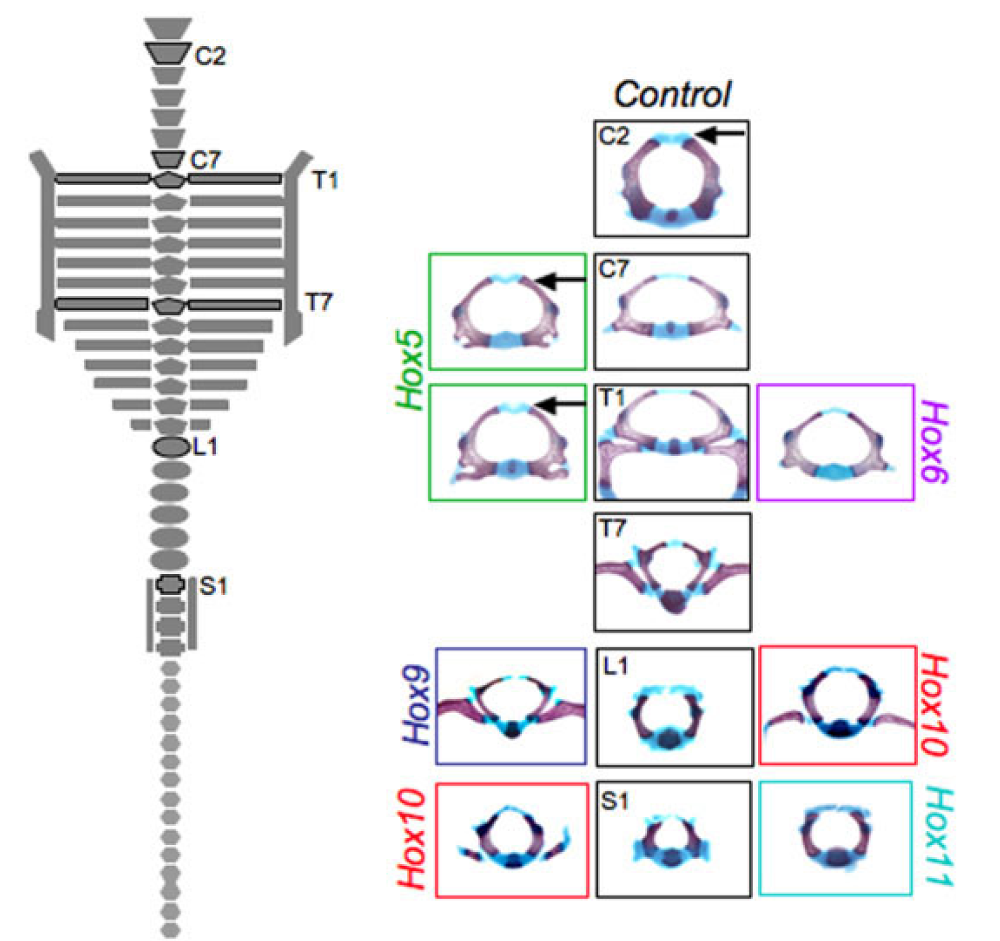 C2
C7
T1
T7
L1
S1
Control
C2
Hox5
C7
T1
Hox6
T7
Hox9
L1
Hox10
Hox10
S1
Hox11